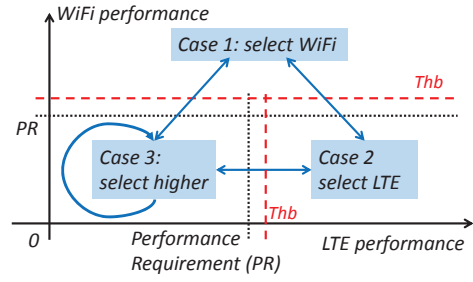 WiFi performance
Case 1: select WiFi
Thb
PR
Case 3:
select higher
Case 2
select LTE
Thb
0
Performance
Requirement (PR)
LTE performance